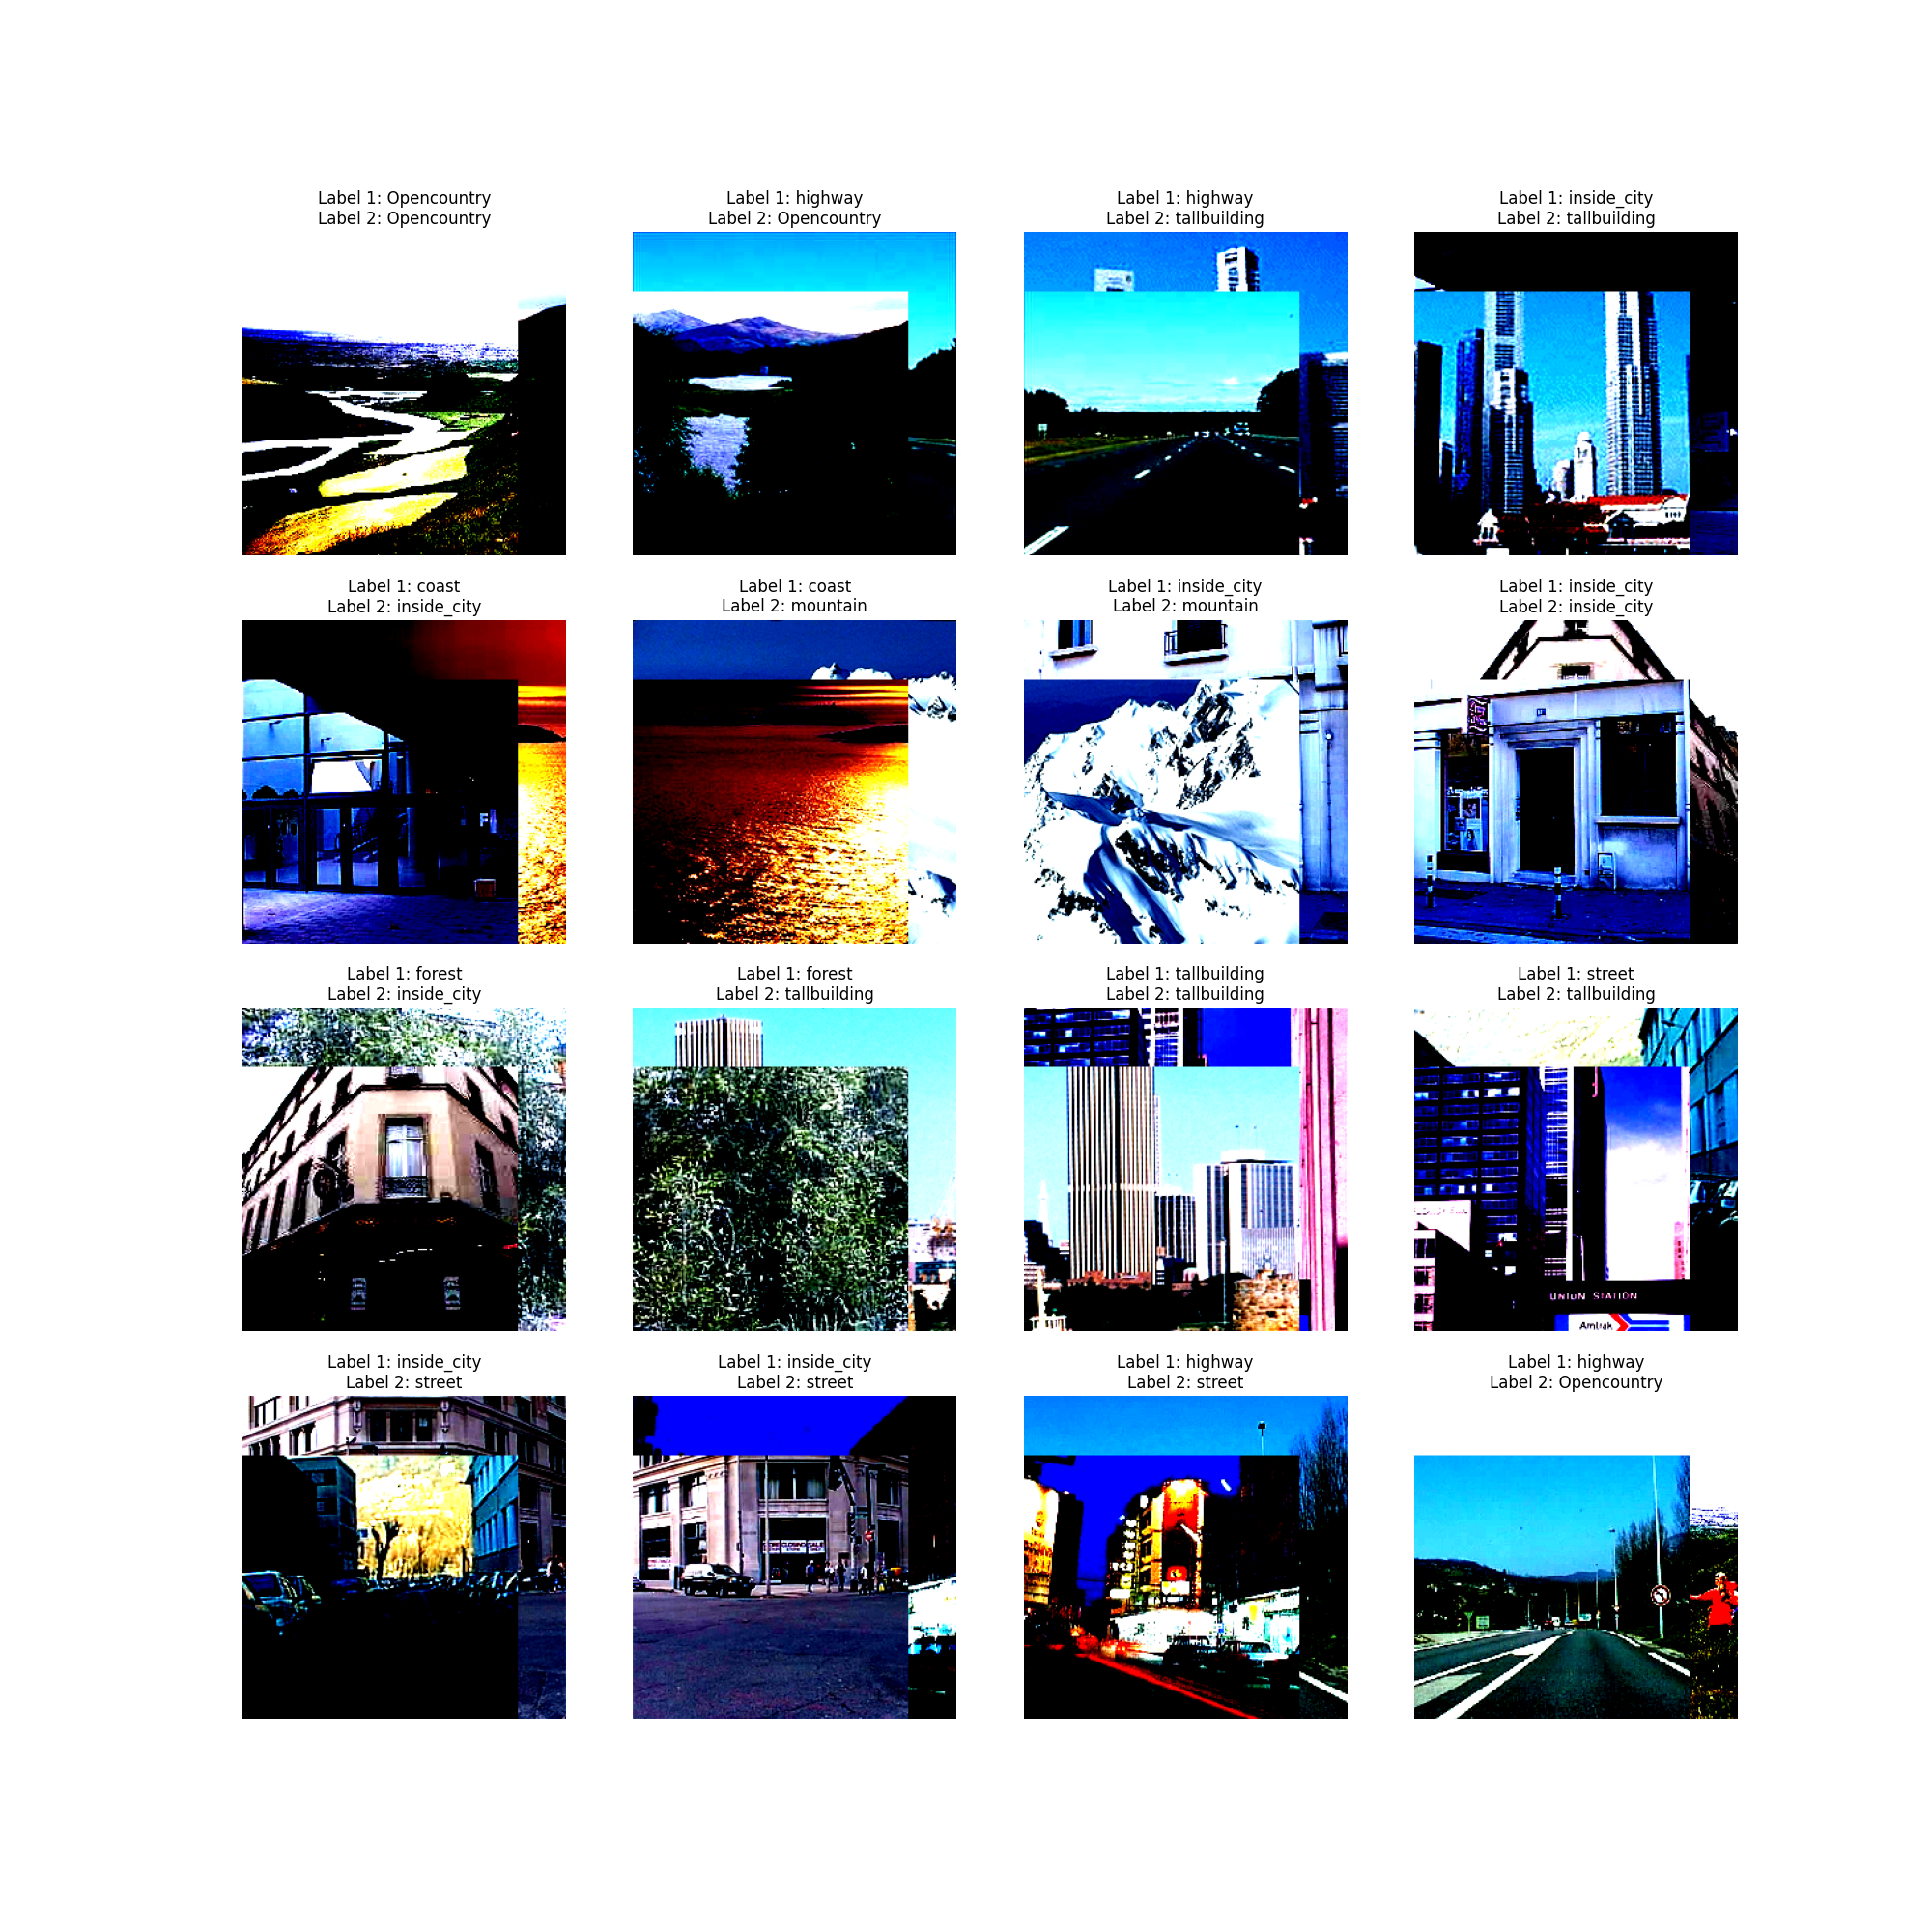 Label 1: Opencountry
Label 2: Opencountry
Label 1: highway
Label 2: Opencountry
Label 1: highway
Label 2: tallbuilding
Label 1: inside_city
Label 2: tallbuilding
Label 1: coast
Label 2: inside_city
Label 1: coast
Label 2: mountain
Label 1: inside_city
Label 2: mountain
Label 1: inside_city
Label 2: inside_city
Label 1: forest
Label 2: inside_city
Label 1: forest
Label 2: tallbuilding
Label 1: tallbuilding
Label 2: tallbuilding
Label 1: street
Label 2: tallbuilding
UNION STATION
Amtrak
Label 1: inside_city
Label 2: street
Label 1: inside_city
Label 2: street
Label 1: highway
Label 2: street
Label 1: highway
Label 2: Opencountry